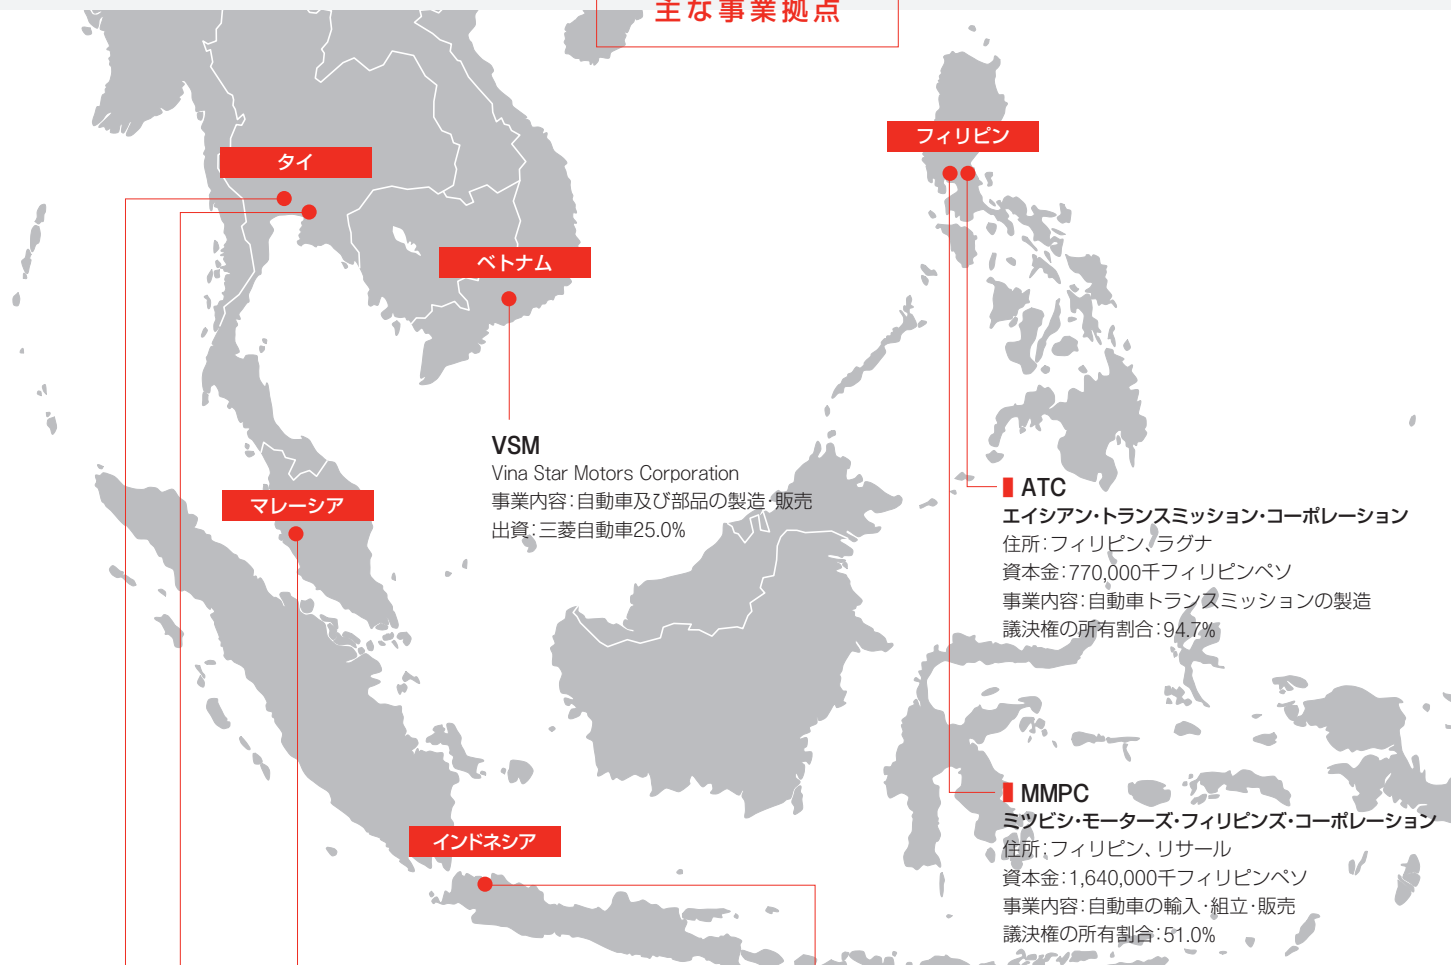 主な事業拠点
タイ
フィリピン
ベトナム
VSM
Vina Star Motors Corporation
事業内容:自動車及び部品の製造・販売
出資:三菱自動車25.0%
マレーシア
ATC
エイシアン・トランスミッション・コーポレーション
住所:フィリピン、ラグナ
資本金:770,000千フィリピンペソ
事業内容:自動車トランスミッションの製造
議決権の所有割合:94.7%
MMPC
ミツビシ・モーターズ・フィリピンズ・コーポレーション
住所:フィリピン、リサール
資本金:1,640,000千フィリピンペソ
事業内容:自動車の輸入・組立・販売
議決権の所有割合:51.0%
インドネシア